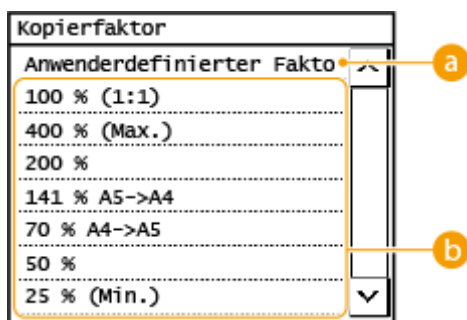 Kopierfaktor
Anwenderdefinierter Fakto
a
100 % (1:1)
400 % (Max.)
200 %
141 % A5->A4
70 % A4->A5
b
50 %
25 % (Min.)